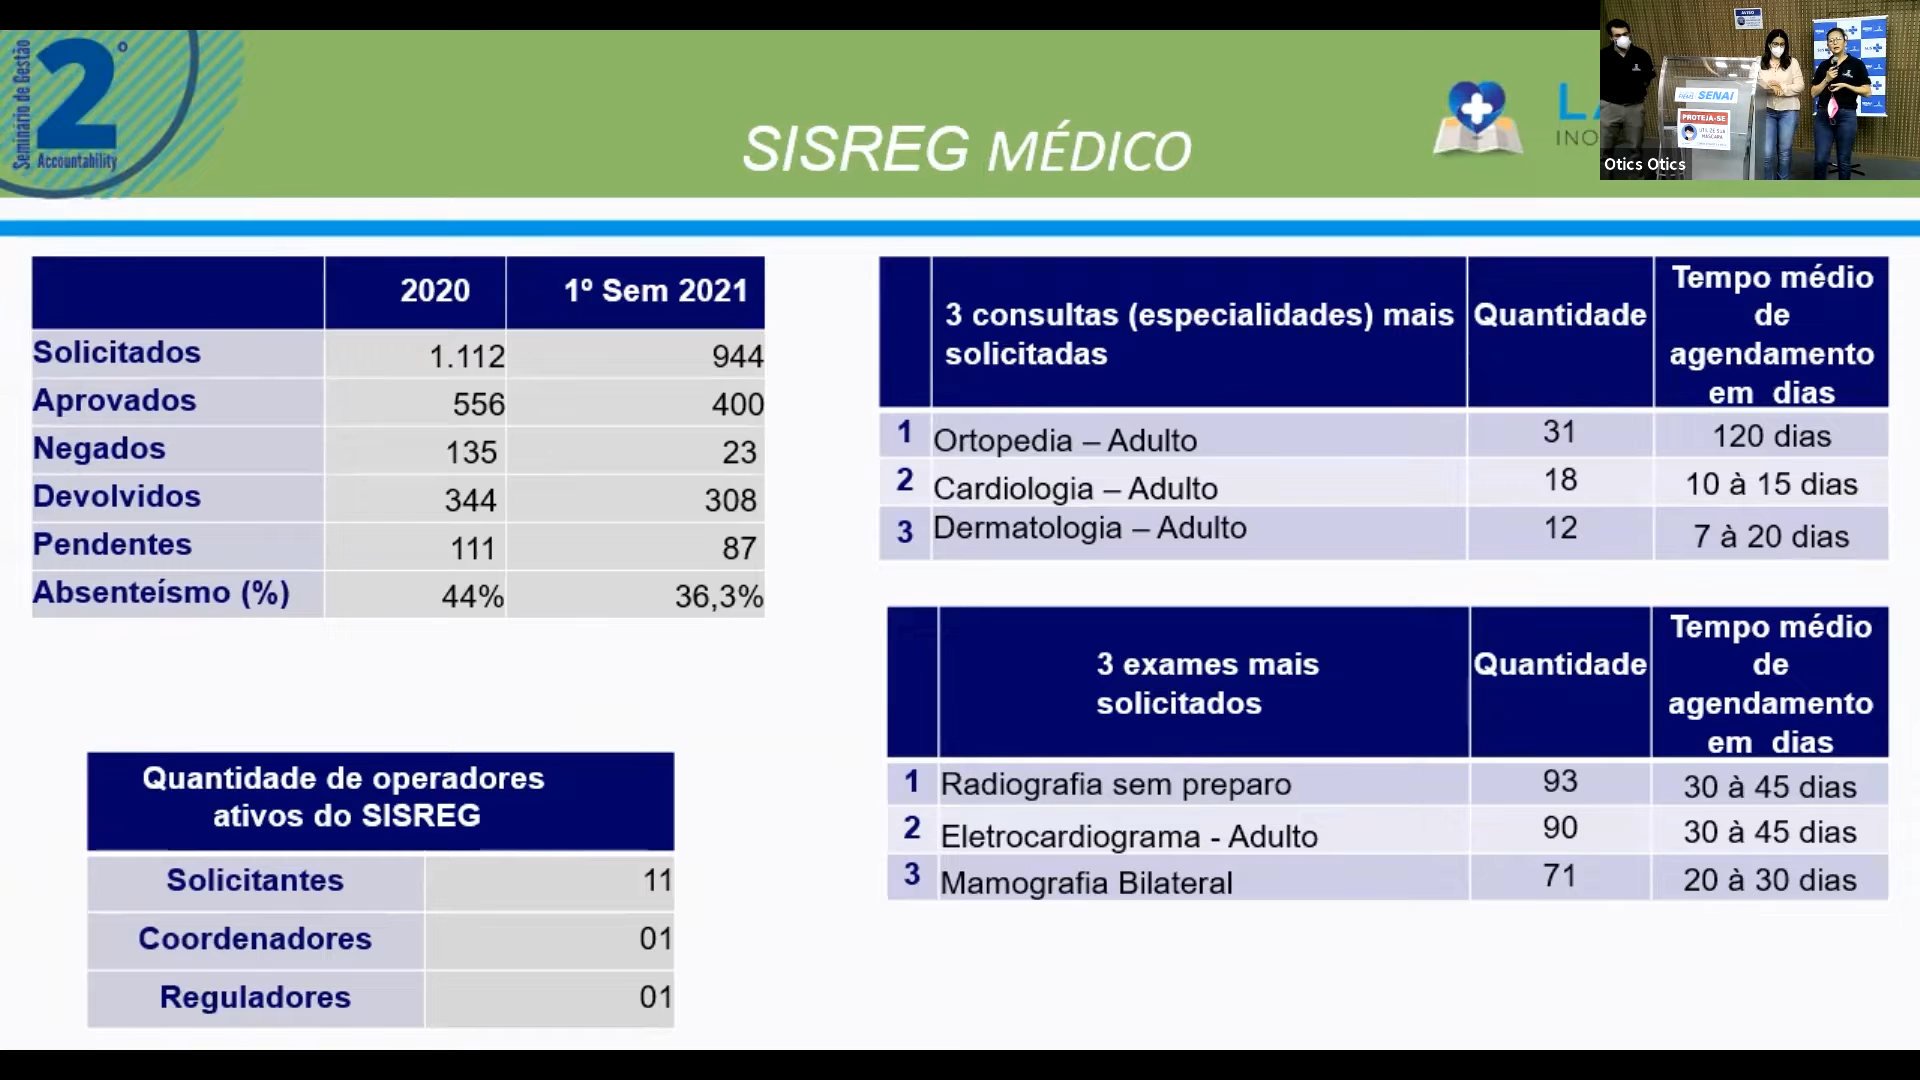 Seminário de Gestão
2º
Accountability
SISREG MÉDICO
L
INO
AVISO
SENAI
PROTEJA-SE
UTILIZE SUA
MÁSCARA
Otics Otics
2020 1º Sem 2021
Solicitados 1.112 944
Aprovados 556 400
Negados 135 23
Devolvidos 344 308
Pendentes 111 87
Absenteísmo (%) 44% 36,3%
Quantidade de operadores
ativos do SISREG
Solicitantes 11
Coordenadores 01
Reguladores 01
3 consultas (especialidades) mais
solicitadas
Quantidade
Tempo médio
de
agendamento
em dias
1 Ortopedia – Adulto 31 120 dias
2 Cardiologia – Adulto 18 10 à 15 dias
3 Dermatologia – Adulto 12 7 à 20 dias
3 exames mais
solicitados
Quantidade
Tempo médio
de
agendamento
em dias
1 Radiografia sem preparo 93 30 à 45 dias
2 Eletrocardiograma - Adulto 90 30 à 45 dias
3 Mamografia Bilateral 71 20 à 30 dias